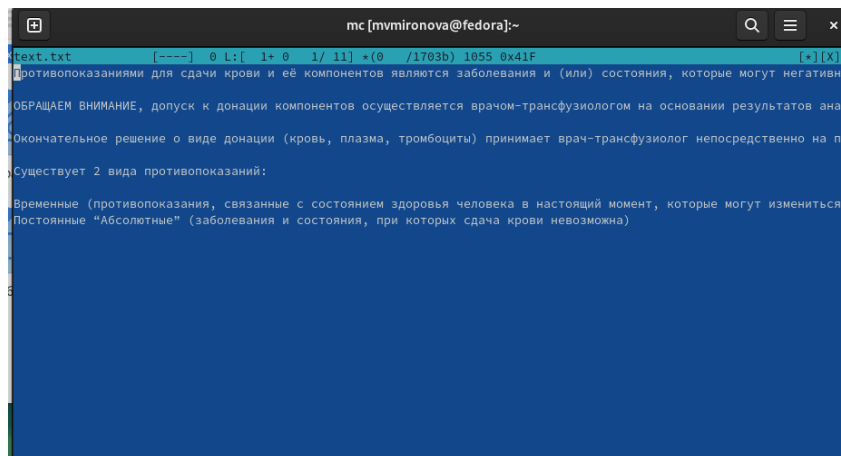 mc [mvmironova@fedora]:~
text.txt [----] 0 L:[ 1+ 0 1/ 11] *(0 /1703b) 1055 0x41F [*][X]
Противопоказаниями для сдачи крови и её компонентов являются заболевания и (или) состояния, которые могут негативн
ОБРАЩАЕМ ВНИМАНИЕ, допуск к донации компонентов осуществляется врачом-трансфузиологом на основании результатов ана
Окончательное решение о виде донации (кровь, плазма, тромбоциты) принимает врач-трансфузиолог непосредственно на п
Существует 2 вида противопоказаний:
Временные (противопоказания, связанные с состоянием здоровья человека в настоящий момент, которые могут измениться
Постоянные “Абсолютные” (заболевания и состояния, при которых сдача крови невозможна)